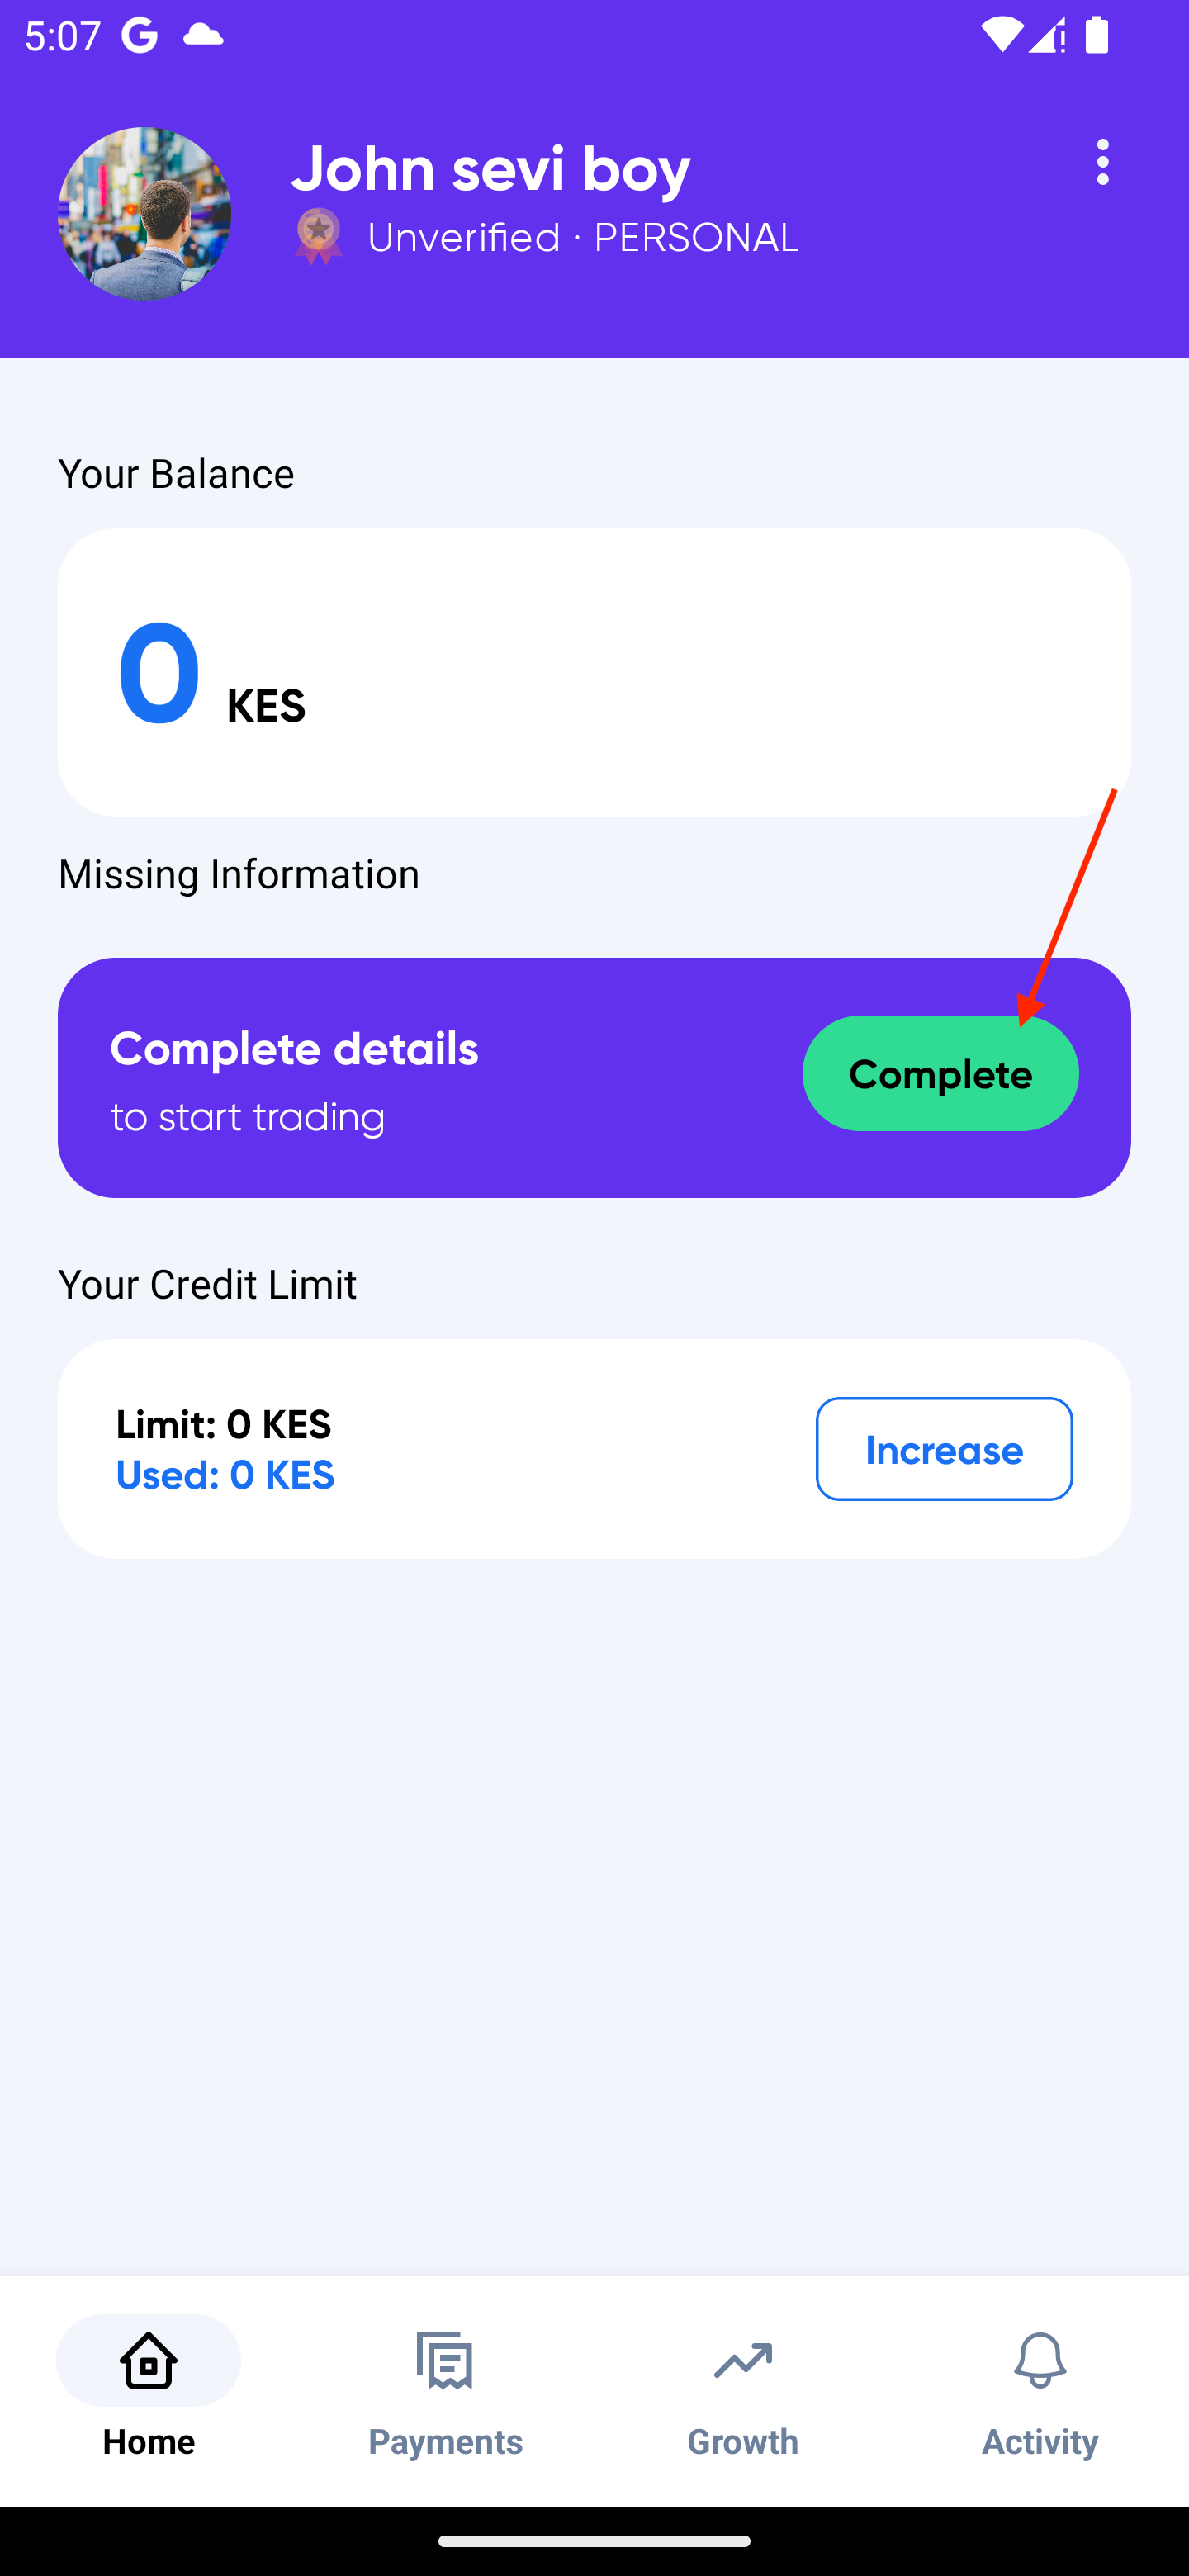 5:07
John sevi boy
Unverified · PERSONAL
Your Balance
0 KES
Missing Information
Complete details
to start trading
Complete
Your Credit Limit
Limit: 0 KES
Used: 0 KES
Increase
Home
Payments
Growth
Activity